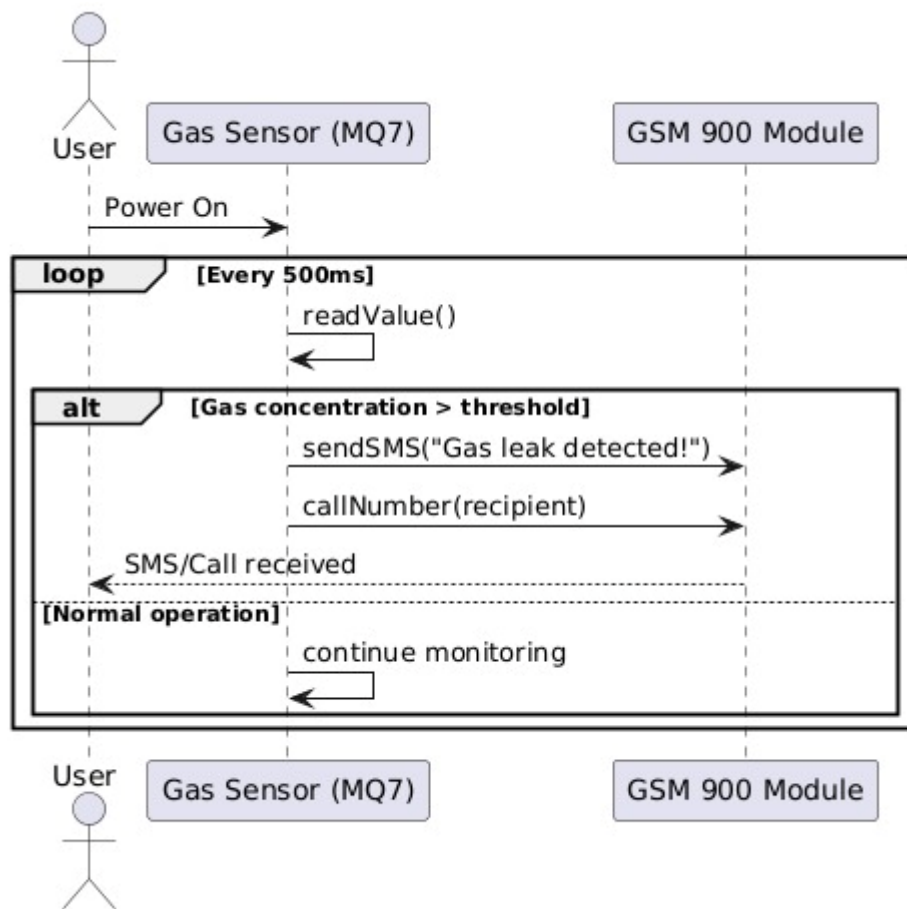 User
Gas Sensor (MQ7)
GSM 900 Module
Power On
loop
[Every 500ms]
readValue()
alt
[Gas concentration > threshold]
sendSMS("Gas leak detected!")
callNumber(recipient)
SMS/Call received
[Normal operation]
continue monitoring
User
Gas Sensor (MQ7)
GSM 900 Module